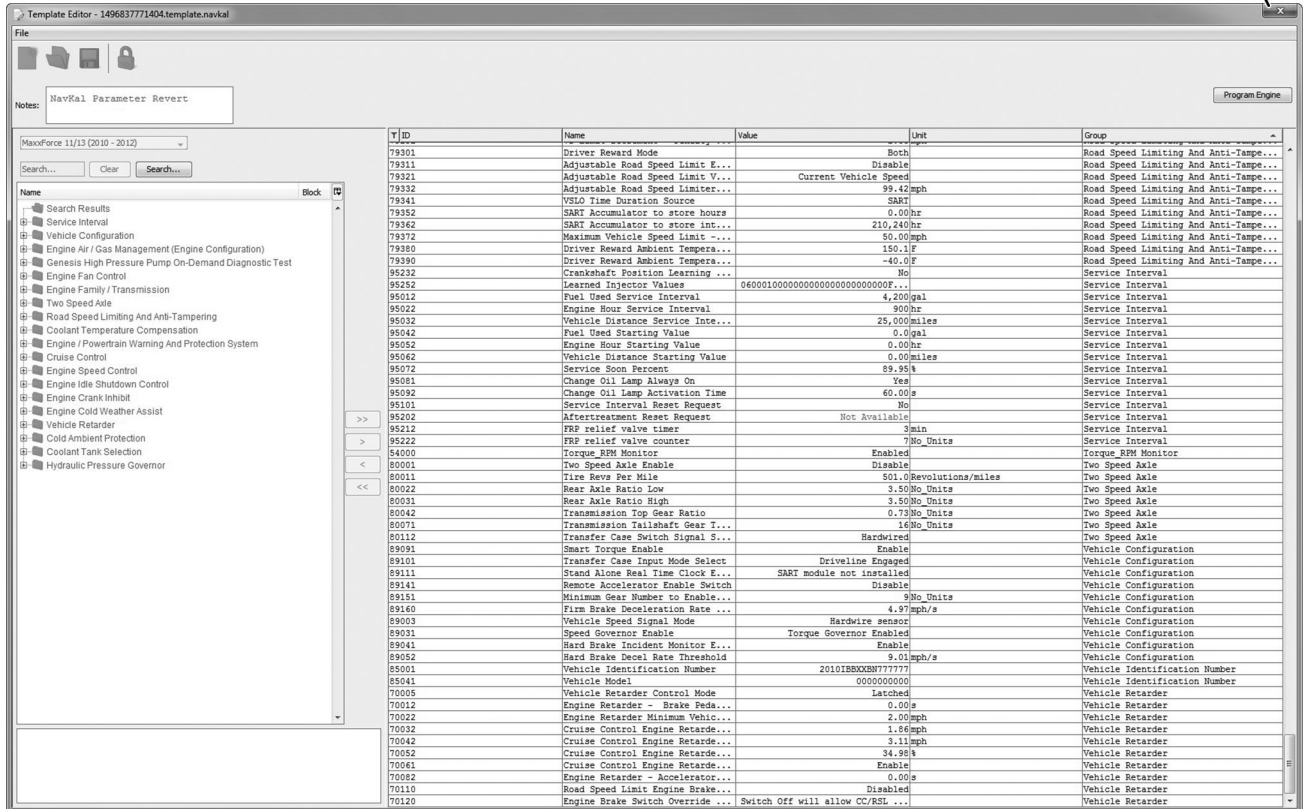 Template Editor - 1496837771404.template.navkal
x
File
Notes:
NavKal Parameter Revert
Program Engine
MaxxForce 11/13 (2010 - 2012)
Search... Clear Search...
Name Block
Search Results
Service Interval
Vehicle Configuration
Engine Air / Gas Management (Engine Configuration)
Genesis High Pressure Pump On-Demand Diagnostic Test
Engine Fan Control
Engine Family / Transmission
Two Speed Axle
Road Speed Limiting And Anti-Tampering
Coolant Temperature Compensation
Engine / Powertrain Warning And Protection System
Cruise Control
Engine Speed Control
Engine Idle Shutdown Control
Engine Crank Inhibit
Engine Cold Weather Assist
Vehicle Retarder
Cold Ambient Protection
Coolant Tank Selection
Hydraulic Pressure Governor
>>
>
<
<<
ID Name Value Unit Group
79301 Driver Reward Mode Both Road Speed Limiting And Anti-Tampe...
79311 Adjustable Road Speed Limit E... Disable Road Speed Limiting And Anti-Tampe...
79321 Adjustable Road Speed Limit V... Current Vehicle Speed Road Speed Limiting And Anti-Tampe...
79332 Adjustable Road Speed Limiter... 99.42 mph Road Speed Limiting And Anti-Tampe...
79341 VSLO Time Duration Source SART Road Speed Limiting And Anti-Tampe...
79352 SART Accumulator to store hours 0.00 hr Road Speed Limiting And Anti-Tampe...
79362 SART Accumulator to store int... 210,240 hr Road Speed Limiting And Anti-Tampe...
79372 Maximum Vehicle Speed Limit -... 50.00 mph Road Speed Limiting And Anti-Tampe...
79380 Driver Reward Ambient Tempera... 150.1 F Road Speed Limiting And Anti-Tampe...
79390 Driver Reward Ambient Tempera... -40.0 F Road Speed Limiting And Anti-Tampe...
95232 Crankshaft Position Learning ... No Service Interval
95252 Learned Injector Values Service Interval
95012 Fuel Used Service Interval 4,200 gal Service Interval
95022 Engine Hour Service Interval 900 hr Service Interval
95032 Vehicle Distance Service Inte... 25,000 miles Service Interval
95042 Fuel Used Starting Value 0.0 gal Service Interval
95052 Engine Hour Starting Value 0.00 hr Service Interval
95062 Vehicle Distance Starting Value 0.00 miles Service Interval
95072 Service Soon Percent 89.95 % Service Interval
95081 Change Oil Lamp Always On Yes Service Interval
95092 Change Oil Lamp Activation Time 60.00 s Service Interval
95101 Service Interval Reset Request No Service Interval
95202 Aftertreatment Reset Request Not Available Service Interval
95212 FRP relief valve timer 3 min Service Interval
95222 FRP relief valve counter 7 No_Units Service Interval
54000 Torque_RPM Monitor Enabled Torque_RPM Monitor
80001 Two Speed Axle Enable Disable Two Speed Axle
80011 Tire Revs Per Mile 501.0 Revolutions/miles Two Speed Axle
80022 Rear Axle Ratio Low 3.50 No_Units Two Speed Axle
80031 Rear Axle Ratio High 3.50 No_Units Two Speed Axle
80042 Transmission Top Gear Ratio 0.73 No_Units Two Speed Axle
80071 Transmission Tailshaft Gear T... 16 No_Units Two Speed Axle
80112 Transfer Case Switch Signal S... Hardwired Two Speed Axle
89091 Smart Torque Enable Enable Vehicle Configuration
89101 Transfer Case Input Mode Select Driveline Engaged Vehicle Configuration
89111 Stand Alone Real Time Clock E... SART module not installed Vehicle Configuration
89141 Remote Accelerator Enable Switch Disable Vehicle Configuration
89151 Minimum Gear Number to Enable... 9 No_Units Vehicle Configuration
89160 Firm Brake Deceleration Rate ... 4.97 mph/s Vehicle Configuration
89003 Vehicle Speed Signal Mode Hardwire sensor Vehicle Configuration
89031 Speed Governor Enable Torque Governor Enabled Vehicle Configuration
89041 Hard Brake Incident Monitor E... Enable Vehicle Configuration
89052 Hard Brake Decel Rate Threshold 9.01 mph/s Vehicle Configuration
85001 Vehicle Identification Number 2010IBBXXBN777777 Vehicle Identification Number
85041 Vehicle Model 0000000000 Vehicle Identification Number
70005 Vehicle Retarder Control Mode Latched Vehicle Retarder
70012 Engine Retarder - Brake Peda... 0.00 s Vehicle Retarder
70022 Engine Retarder Minimum Vehic... 2.00 mph Vehicle Retarder
70032 Cruise Control Engine Retarde... 1.86 mph Vehicle Retarder
70042 Cruise Control Engine Retarde... 3.11 mph Vehicle Retarder
70052 Cruise Control Engine Retarde... 34.98 % Vehicle Retarder
70061 Cruise Control Engine Retarde... Enable Vehicle Retarder
70082 Engine Retarder - Accelerator... 0.00 s Vehicle Retarder
70110 Road Speed Limit Engine Brake... Disabled Vehicle Retarder
70120 Engine Brake Switch Override ... Switch Off will allow CC/RSL ... Vehicle Retarder